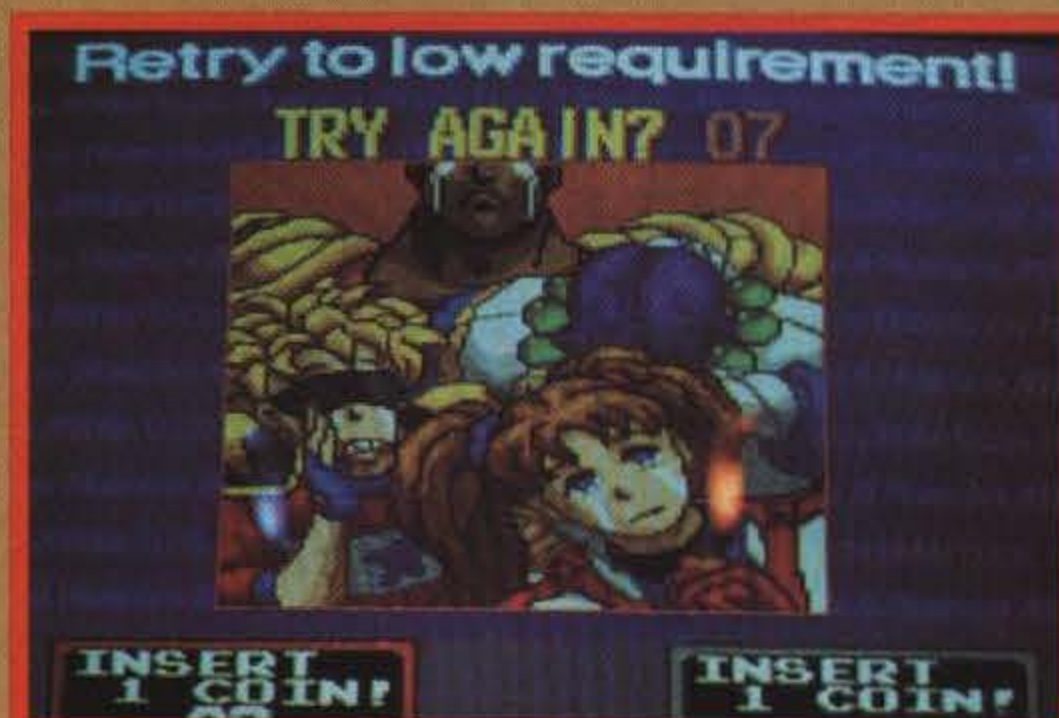 Retry to low requirement!
TRY AGAIN? 07
INSERT
1 COIN!
INSERT
1 COIN!